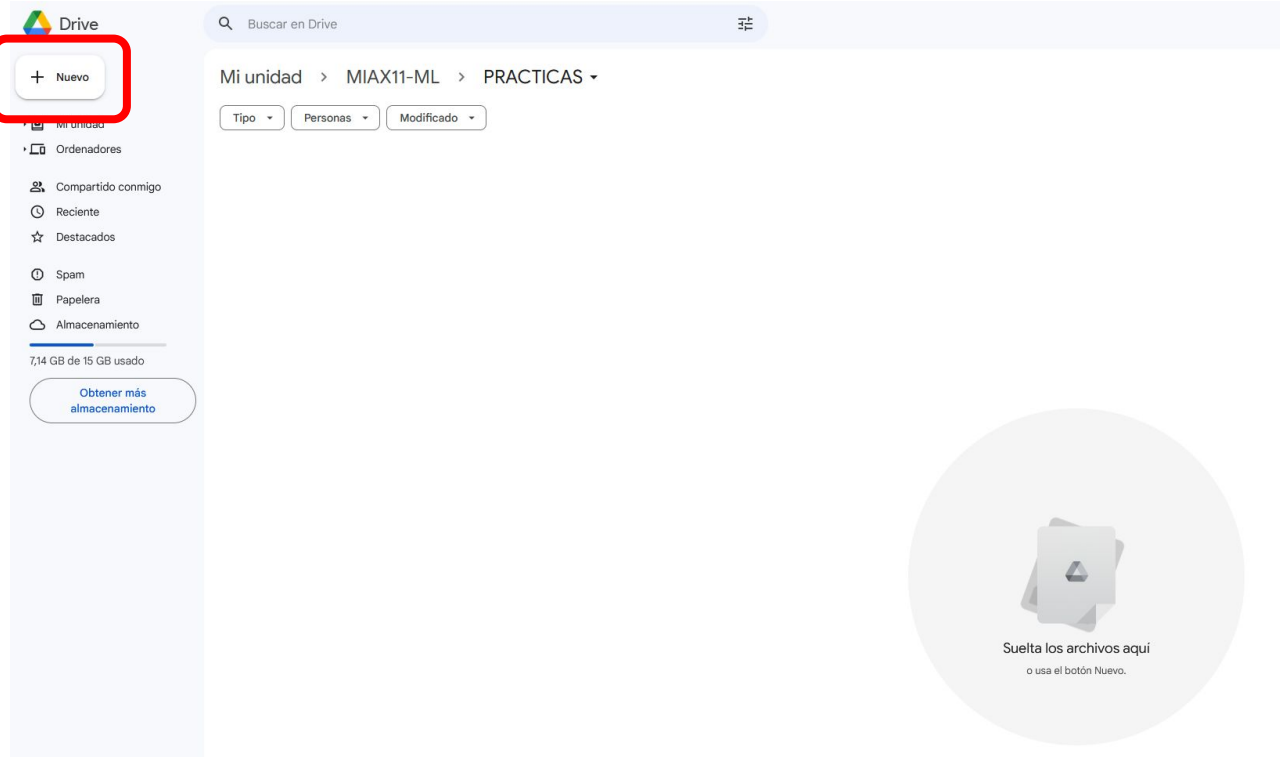 Drive
Buscar en Drive
Nuevo
Mi unidad > MIAX11-ML > PRACTICAS
Tipo
Personas
Modificado
Mi unidad
Ordenadores
Compartido conmigo
Reciente
Destacados
Spam
Papelera
Almacenamiento
7,14 GB de 15 GB usado
Obtener más
almacenamiento
Suelta los archivos aquí
o usa el botón Nuevo.